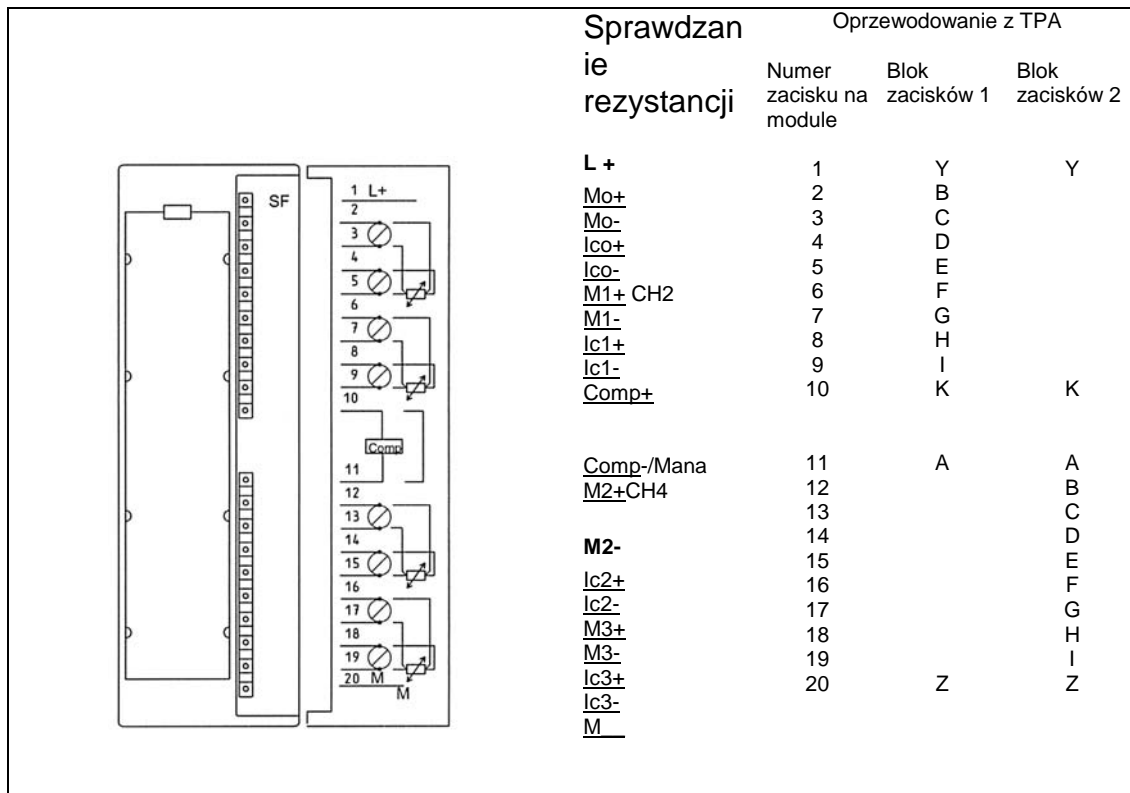 Sprawdzan
ie
rezystancji
Oprzewodowanie z TPA
Numer
zacisku na
module
Blok
zacisków 1
Blok
zacisków 2
L + 1 Y Y
Mo+ 2 B
Mo- 3 C
Ico+ 4 D
Ico- 5 E
M1+ CH2 6 F
M1- 7 G
Ic1+ 8 H
Ic1- 9 I
Comp+ 10 K K
Comp-/Mana 11 A A
M2+CH4 12 B
13 C
M2- 14 D
15 E
Ic2+ 16 F
Ic2- 17 G
M3+ 18 H
M3- 19 I
Ic3+ 20 Z Z
Ic3-
M__
SF
1 L+
2
3
4
5
6
7
8
9
10
Comp
11
12
13
14
15
16
17
18
19
20 M
M